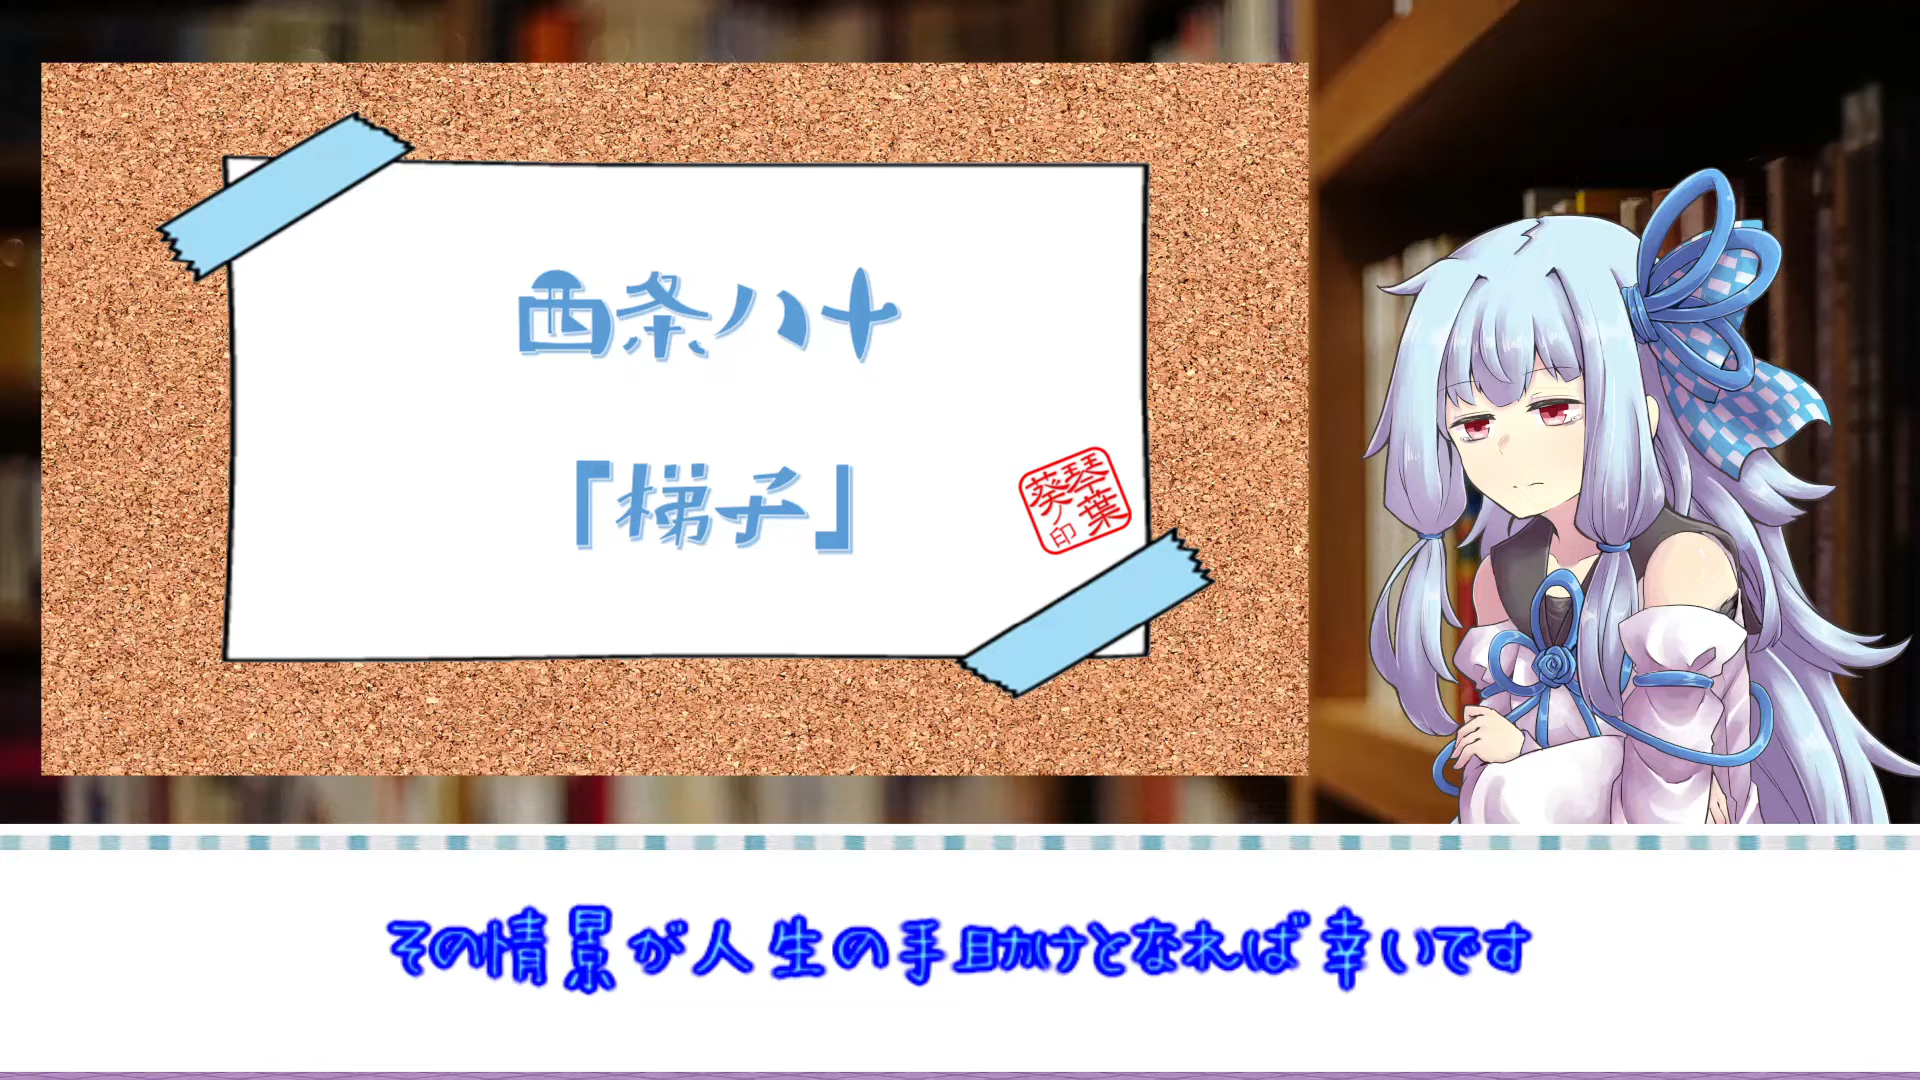 西条八十
「梯子」
琴葉
葵ノ印
その情景が人生の手助けとなれば幸いです